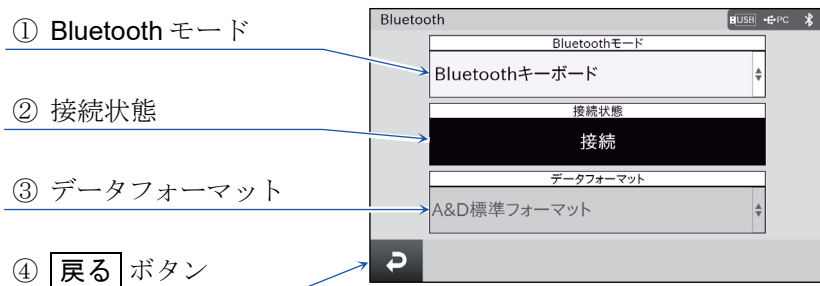 ① Bluetooth モード
② 接続状態
③ データフォーマット
④ 戻る ボタン
Bluetooth
USB PC
Bluetoothモード
Bluetoothキーボード
接続状態
接続
データフォーマット
A&D標準フォーマット